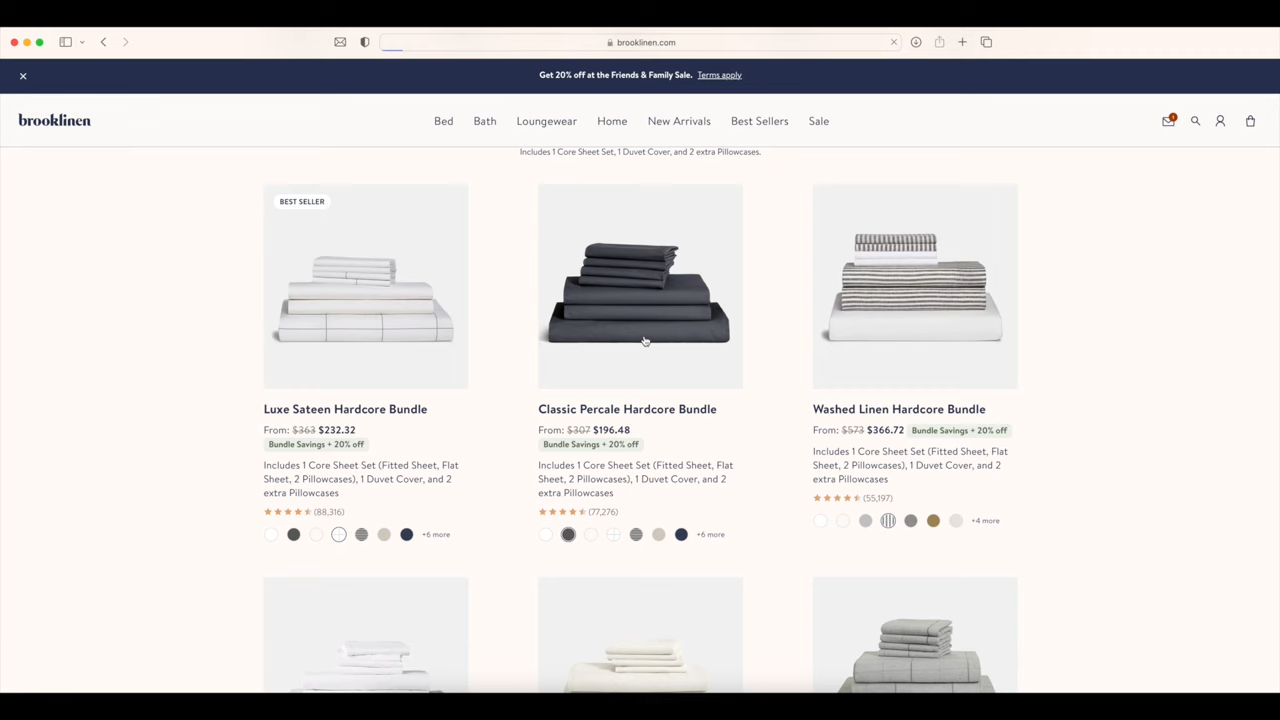 brooklinen.com
Get 20% off at the Friends & Family Sale. Terms apply
brooklinen
Bed Bath Loungewear Home New Arrivals Best Sellers Sale
1
Includes 1 Core Sheet Set, 1 Duvet Cover, and 2 extra Pillowcases.
BEST SELLER
Luxe Sateen Hardcore Bundle
From: $363 $232.32
Bundle Savings + 20% off
Includes 1 Core Sheet Set (Fitted Sheet, Flat
Sheet, 2 Pillowcases), 1 Duvet Cover, and 2
extra Pillowcases
(88,316)
+6 more
Classic Percale Hardcore Bundle
From: $307 $196.48
Bundle Savings + 20% off
Includes 1 Core Sheet Set (Fitted Sheet, Flat
Sheet, 2 Pillowcases), 1 Duvet Cover, and 2
extra Pillowcases
(77,276)
+6 more
Washed Linen Hardcore Bundle
From: $573 $366.72 Bundle Savings + 20% off
Includes 1 Core Sheet Set (Fitted Sheet, Flat
Sheet, 2 Pillowcases), 1 Duvet Cover, and 2
extra Pillowcases
(55,197)
+4 more